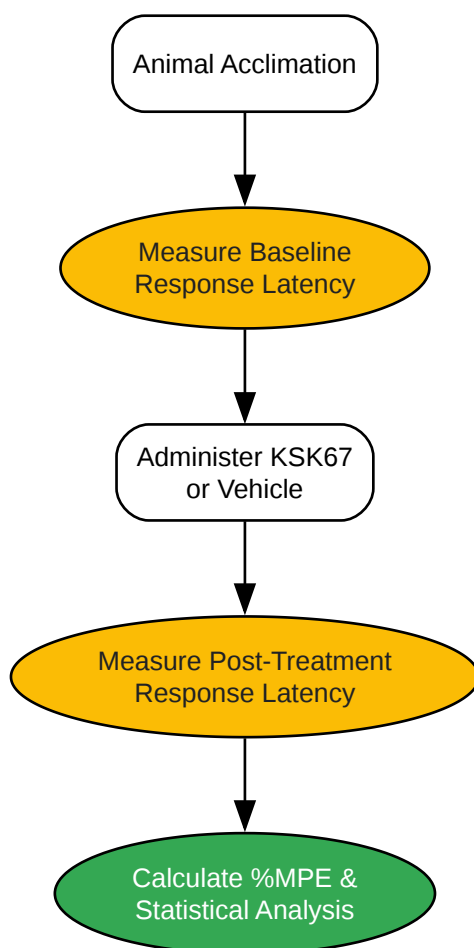 Animal Acclimation
Measure Baseline
Response Latency
Administer KSK67
or Vehicle
Measure Post-Treatment
Response Latency
Calculate %MPE &
Statistical Analysis